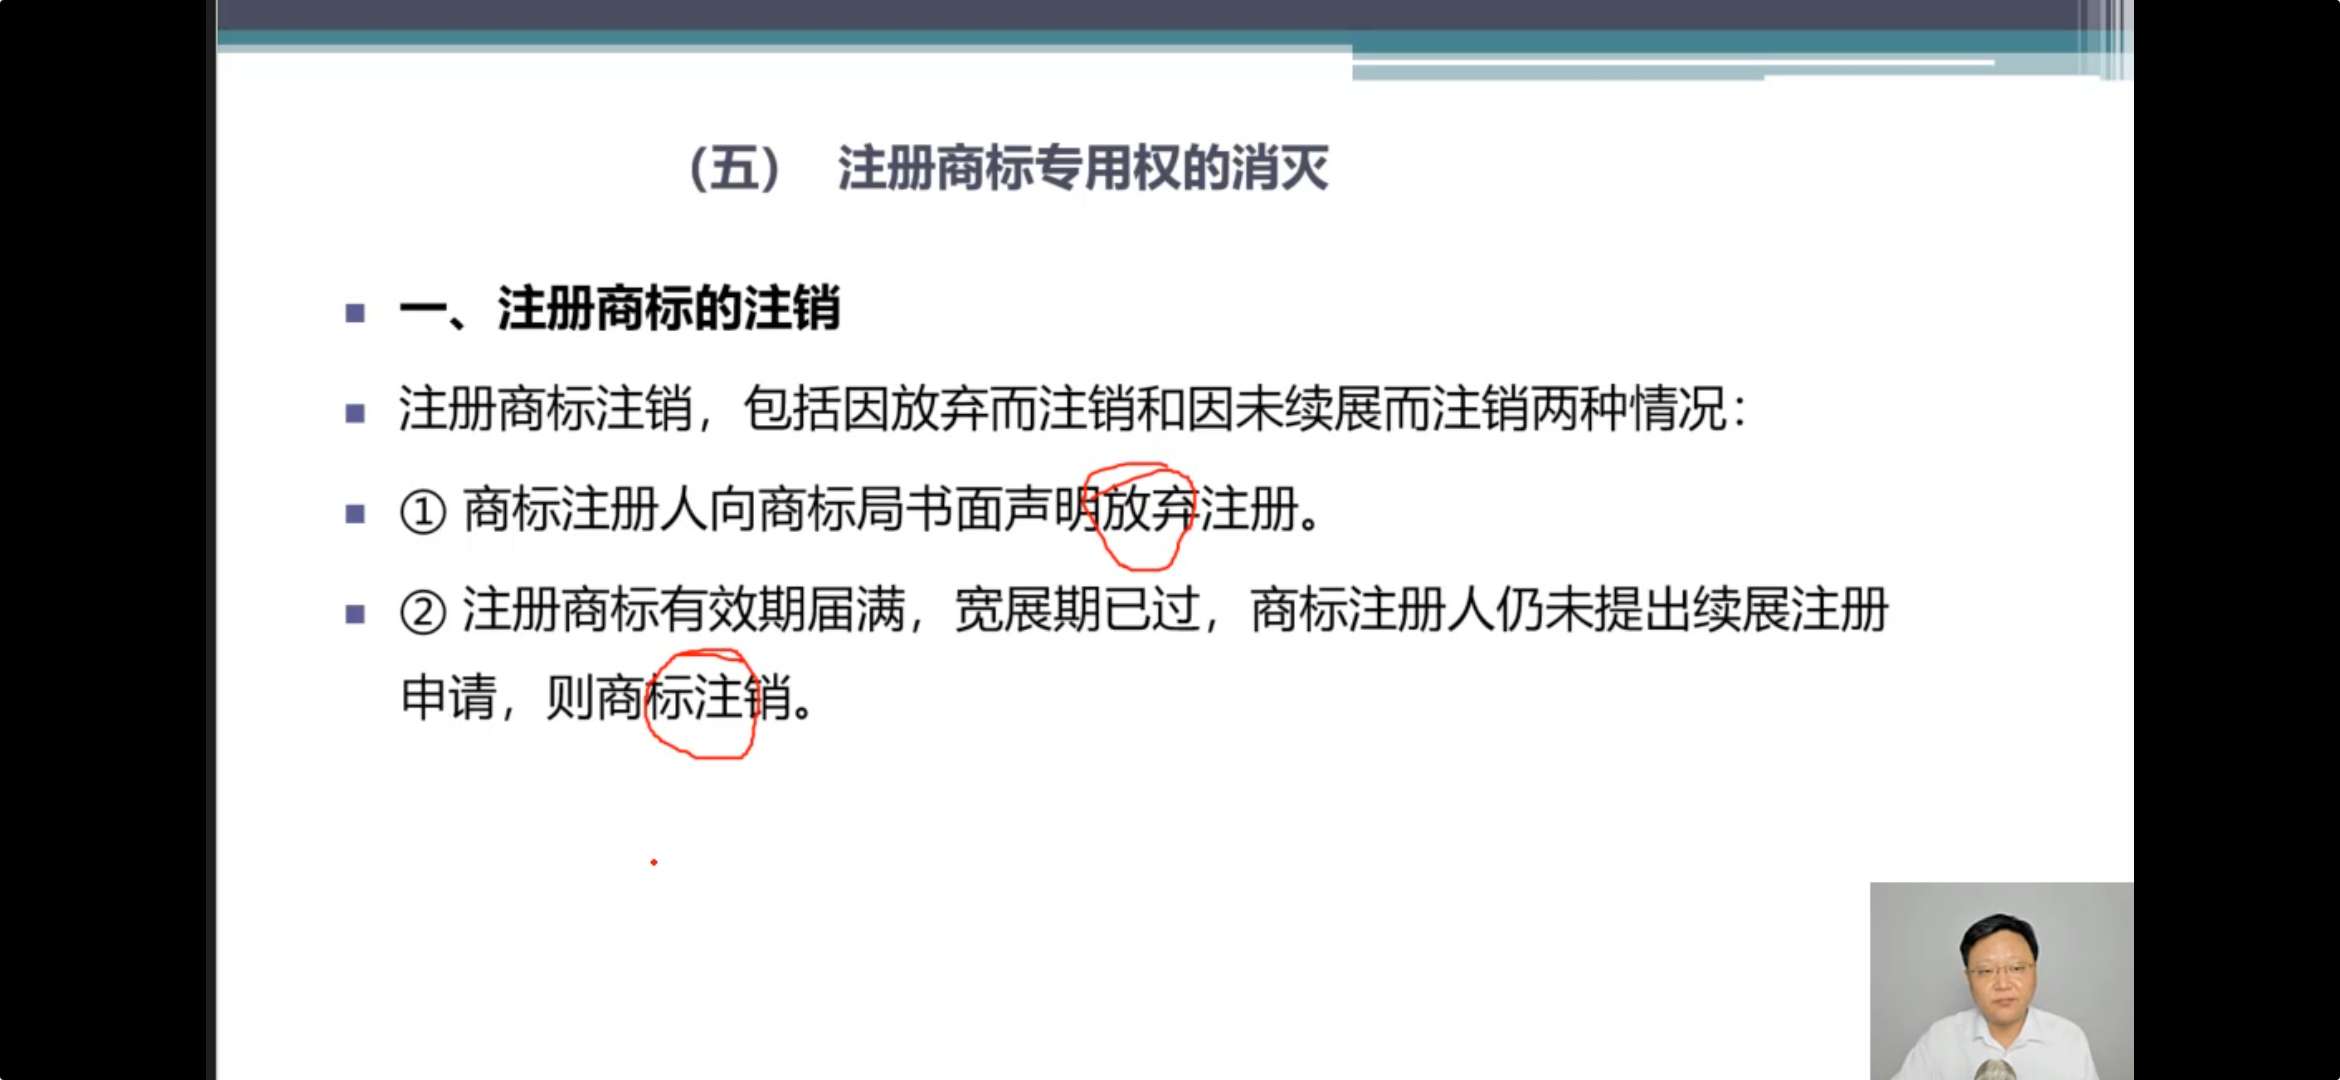 （五） 注册商标专用权的消灭
一、注册商标的注销
注册商标注销，包括因放弃而注销和因未续展而注销两种情况：
① 商标注册人向商标局书面声明放弃注册。
② 注册商标有效期届满，宽展期已过，商标注册人仍未提出续展注册
申请，则商标注销。